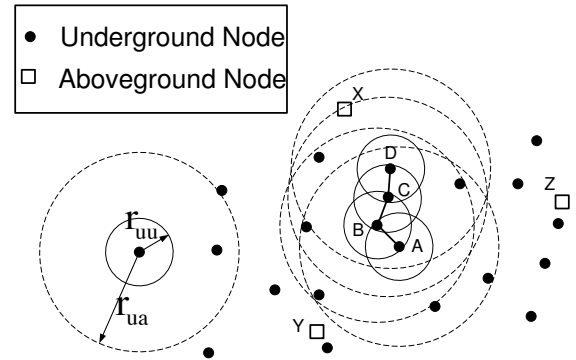 Underground Node
Aboveground Node
X
D
C
B
A
Z
Y
r_uu
r_ua